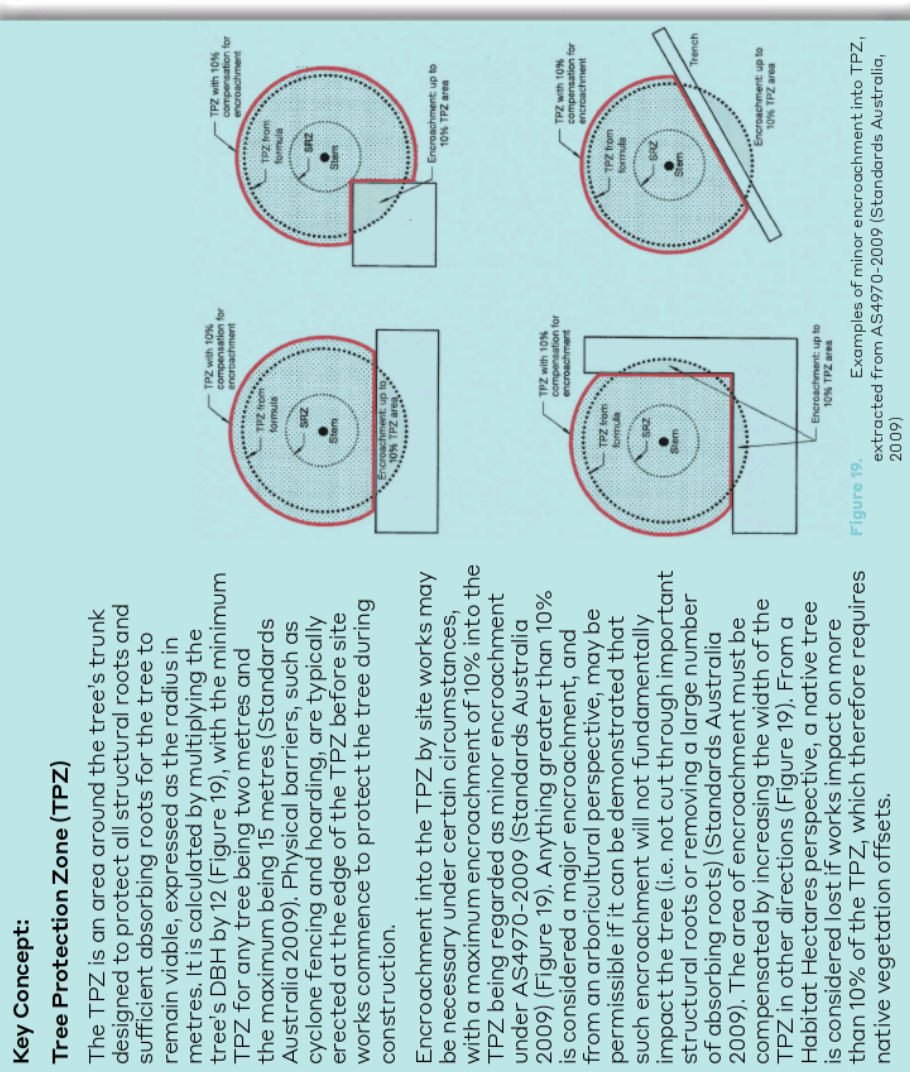 Key Concept:
Tree Protection Zone (TPZ)
The TPZ is an area around the tree's trunk
designed to protect all structural roots and
sufficient absorbing roots for the tree to
remain viable, expressed as the radius in
metres. It is calculated by multiplying the
tree's DBH by 12 (Figure 19), with the minimum
TPZ for any tree being two metres and
the maximum being 15 metres (Standards
Australia 2009). Physical barriers, such as
cyclone fencing and hoarding, are typically
erected at the edge of the TPZ before site
works commence to protect the tree during
construction.
Encroachment into the TPZ by site works may
be necessary under certain circumstances,
with a maximum encroachment of 10% into the
TPZ being regarded as minor encroachment
under AS4970-2009 (Standards Australia
2009) (Figure 19). Anything greater than 10%
is considered a major encroachment, and
from an arboricultural perspective, may be
permissible if it can be demonstrated that
such encroachment will not fundamentally
impact the tree (i.e. not cut through important
structural roots or removing a large number
of absorbing roots) (Standards Australia
2009). The area of encroachment must be
compensated by increasing the width of the
TPZ in other directions (Figure 19). From a
Habitat Hectares perspective, a native tree
is considered lost if works impact on more
than 10% of the TPZ, which therefore requires
native vegetation offsets.
TPZ with 10%
compensation for
encroachment
TPZ from
formula
SRZ
Stem
Encroachment: up to
10% TPZ area
TPZ with 10%
compensation for
encroachment
TPZ from
formula
SRZ
Stem
Encroachment: up to
10% TPZ area
TPZ with 10%
compensation for
encroachment
TPZ from
formula
SRZ
Stem
Encroachment: up to
10% TPZ area
TPZ with 10%
compensation for
encroachment
TPZ from
formula
SRZ
Stem
Trench
Encroachment: up to
10% TPZ area
Figure 19. Examples of minor encroachment into TPZ,
extracted from AS4970-2009 (Standards Australia,
2009)